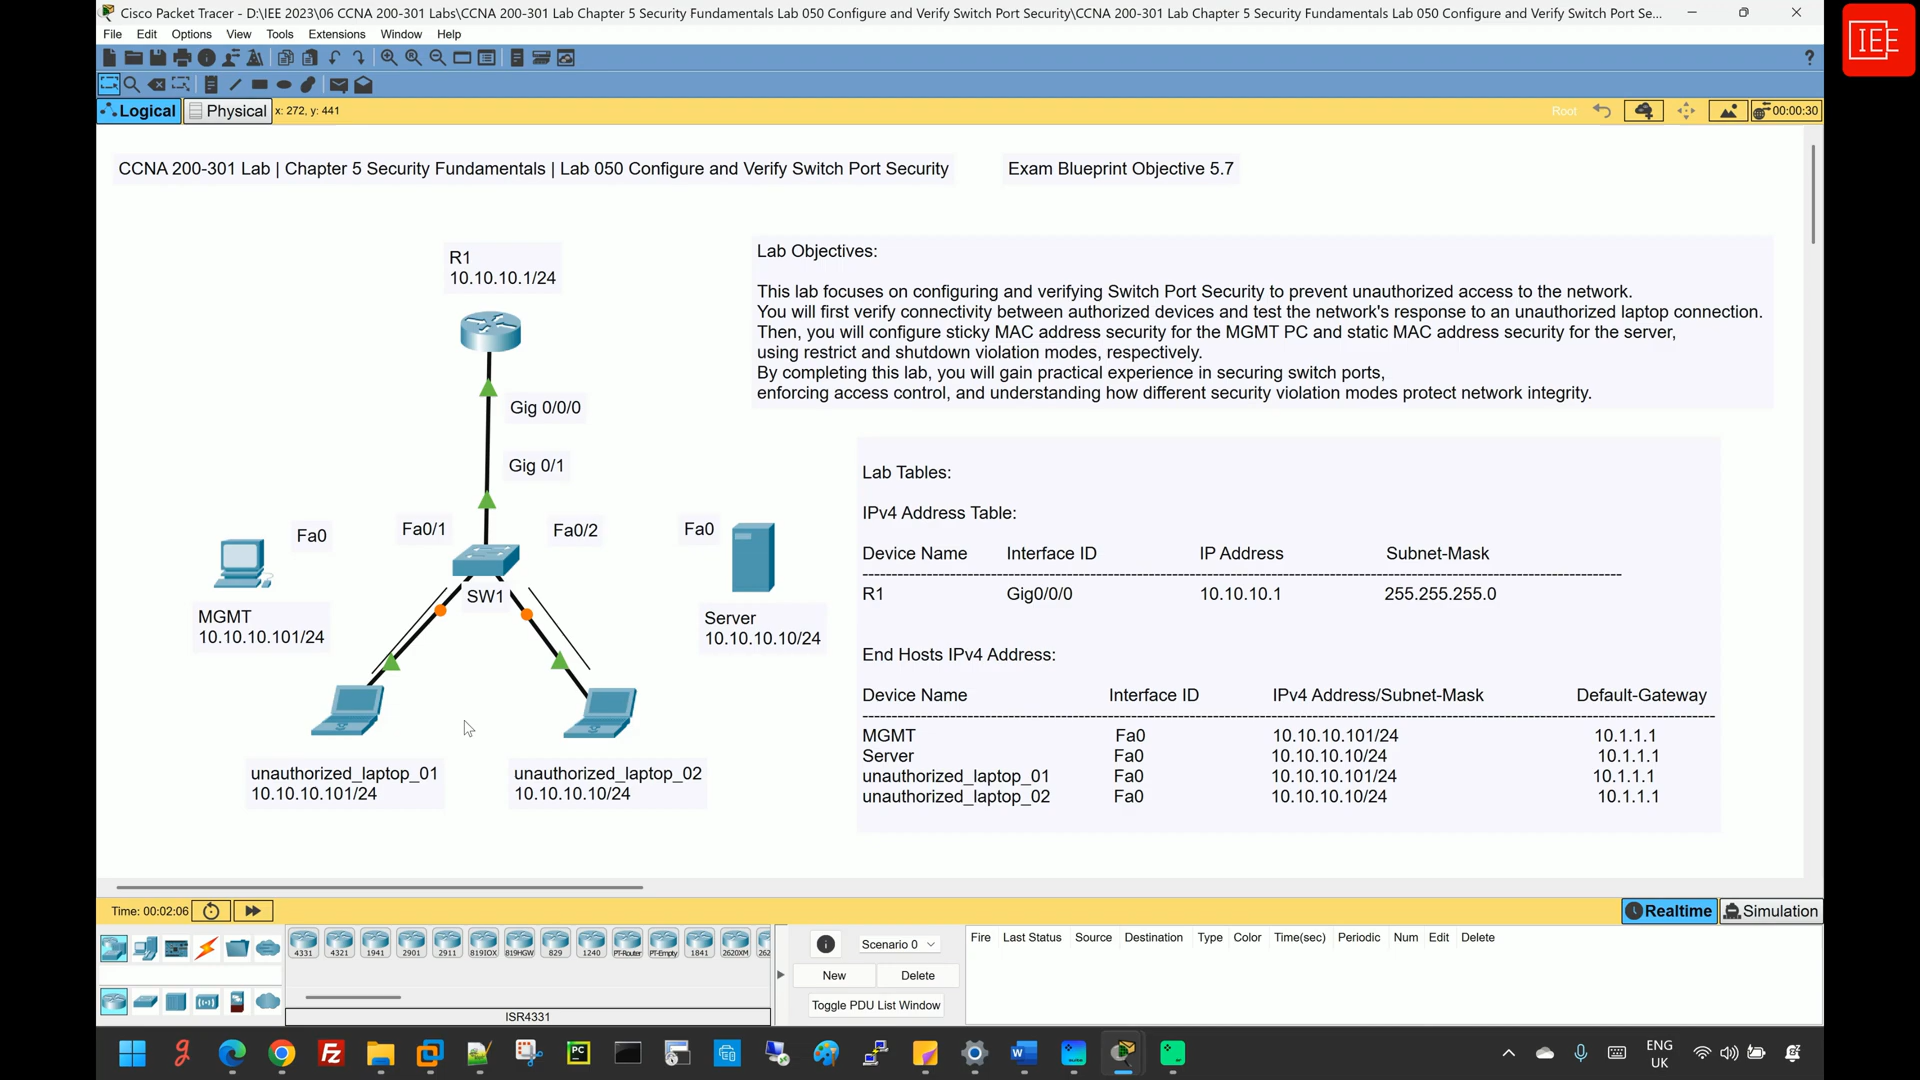 Cisco Packet Tracer - D:\IEE 2023\06 CCNA 200-301 Labs\CCNA 200-301 Lab Chapter 5 Security Fundamentals Lab 050 Configure and Verify Switch Port Security\CCNA 200-301 Lab Chapter 5 Security Fundamentals Lab 050 Configure and Verify Switch Port Se...
IEE
File Edit Options View Tools Extensions Window Help
?
Logical Physical x: 272, y: 441 Root 00:00:30
CCNA 200-301 Lab | Chapter 5 Security Fundamentals | Lab 050 Configure and Verify Switch Port Security Exam Blueprint Objective 5.7
R1
10.10.10.1/24
Gig 0/0/0
Gig 0/1
Fa0 Fa0/1 Fa0/2 Fa0
SW1
MGMT
10.10.10.101/24
Server
10.10.10.10/24
unauthorized_laptop_01
10.10.10.101/24
unauthorized_laptop_02
10.10.10.10/24
Lab Objectives:
This lab focuses on configuring and verifying Switch Port Security to prevent unauthorized access to the network.
You will first verify connectivity between authorized devices and test the network's response to an unauthorized laptop connection.
Then, you will configure sticky MAC address security for the MGMT PC and static MAC address security for the server,
using restrict and shutdown violation modes, respectively.
By completing this lab, you will gain practical experience in securing switch ports,
enforcing access control, and understanding how different security violation modes protect network integrity.
Lab Tables:
IPv4 Address Table:
Device Name Interface ID IP Address Subnet-Mask
R1 Gig0/0/0 10.10.10.1 255.255.255.0
End Hosts IPv4 Address:
Device Name Interface ID IPv4 Address/Subnet-Mask Default-Gateway
MGMT Fa0 10.10.10.101/24 10.1.1.1
Server Fa0 10.10.10.10/24 10.1.1.1
unauthorized_laptop_01 Fa0 10.10.10.101/24 10.1.1.1
unauthorized_laptop_02 Fa0 10.10.10.10/24 10.1.1.1
Time: 00:02:06 Realtime Simulation
4331 4321 1941 2901 2911 819IOX 819HGW 829 1240 PT-Router PT-Empty 1841 2620XM 262
ISR4331
Scenario 0
New Delete
Toggle PDU List Window
Fire Last Status Source Destination Type Color Time(sec) Periodic Num Edit Delete
ENG
UK